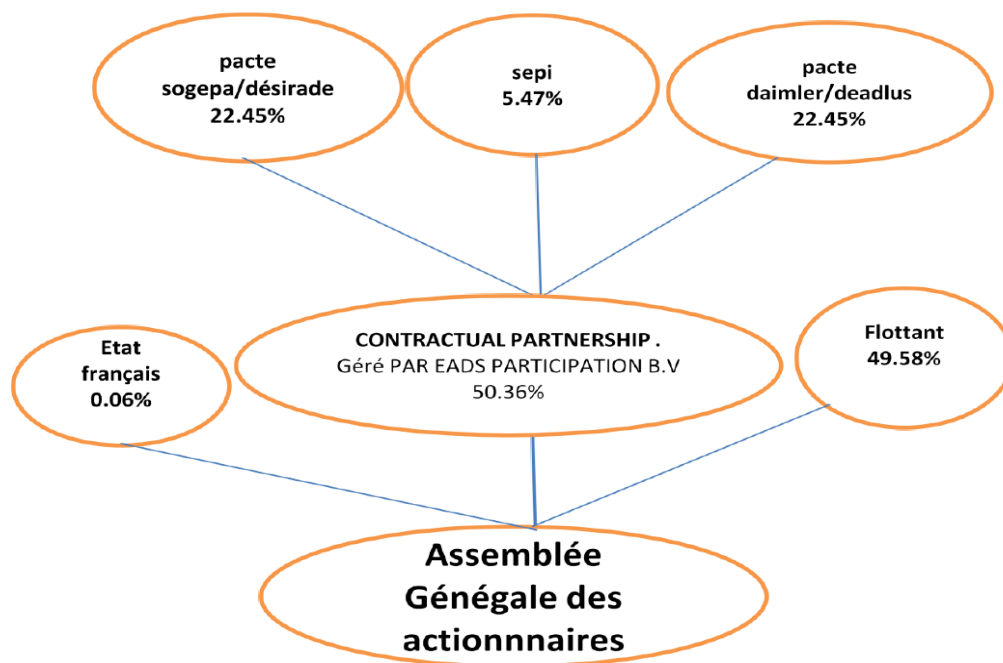 pacte
sogepa/désirade
22.45%
sepi
5.47%
pacte
daimler/deadlus
22.45%
Etat
français
0.06%
CONTRACTUAL PARTNERSHIP .
Géré PAR EADS PARTICIPATION B.V
50.36%
Flottant
49.58%
Assemblée
Génégale des
actionnnaires